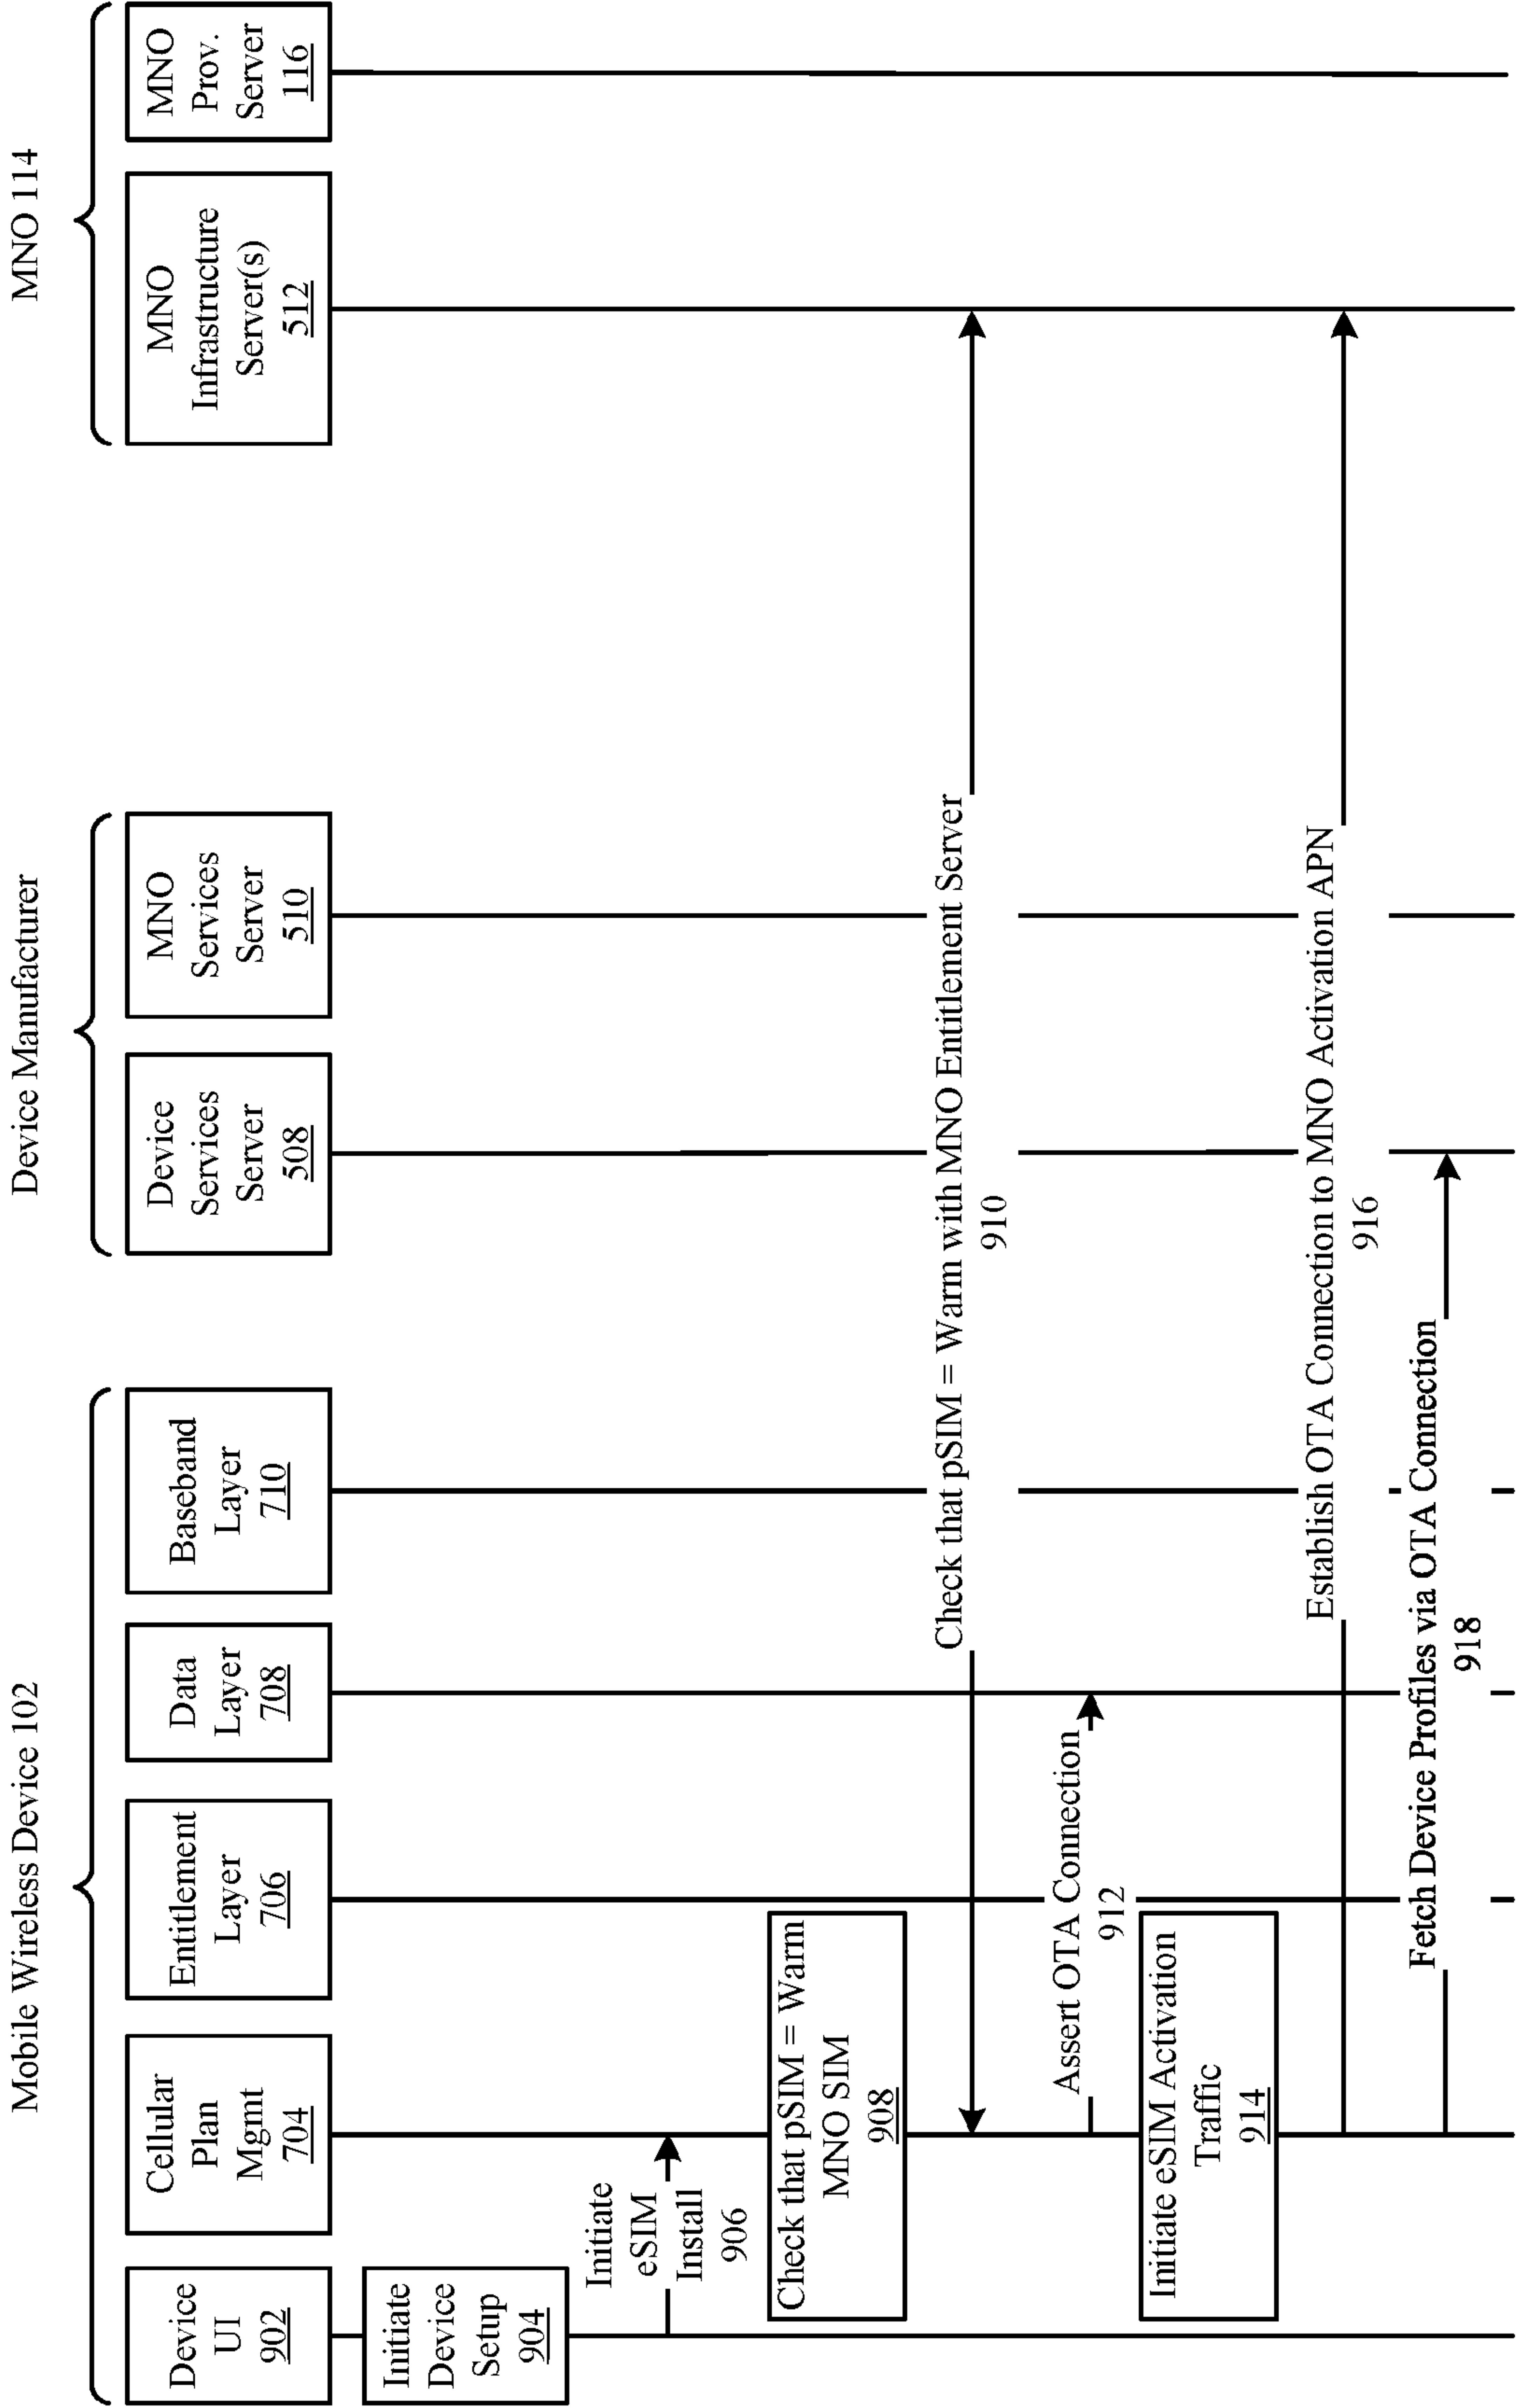 Mobile Wireless Device 102
Device Manufacturer
MNO 114
Device
UI
902
Cellular
Plan
Mgmt
704
Entitlement
Layer
706
Data
Layer
708
Baseband
Layer
710
Device
Services
Server
508
MNO
Services
Server
510
MNO
Infrastructure
Server(s)
512
MNO
Prov.
Server
116
Initiate
Device
Setup
904
Initiate
eSIM
Install
906
Check that pSIM = Warm
MNO SIM
908
Check that pSIM = Warm with MNO Entitlement Server
910
Assert OTA Connection
912
Initiate eSIM Activation
Traffic
914
Establish OTA Connection to MNO Activation APN
916
Fetch Device Profiles via OTA Connection
918